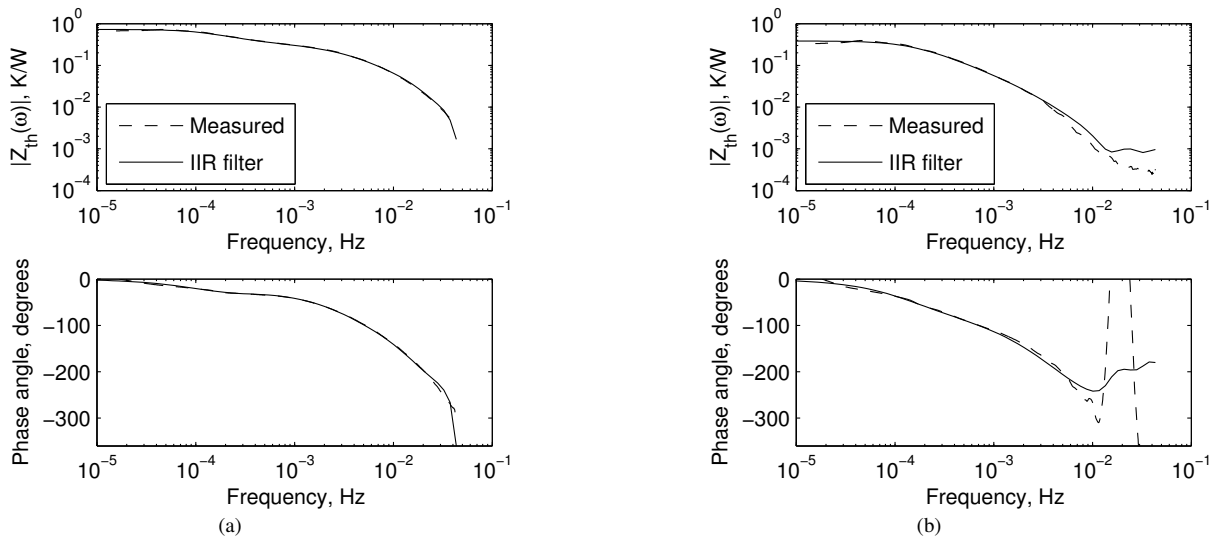 10^0
10^-1
10^-2
10^-3
10^-4
|Z_th(ω)|, K/W
Measured
IIR filter
10^-5 10^-4 10^-3 10^-2 10^-1
Frequency, Hz
0
−100
−200
−300
Phase angle, degrees
10^-5 10^-4 10^-3 10^-2 10^-1
Frequency, Hz
(a)
10^0
10^-1
10^-2
10^-3
10^-4
|Z_th(ω)|, K/W
Measured
IIR filter
10^-5 10^-4 10^-3 10^-2 10^-1
Frequency, Hz
0
−100
−200
−300
Phase angle, degrees
10^-5 10^-4 10^-3 10^-2 10^-1
Frequency, Hz
(b)